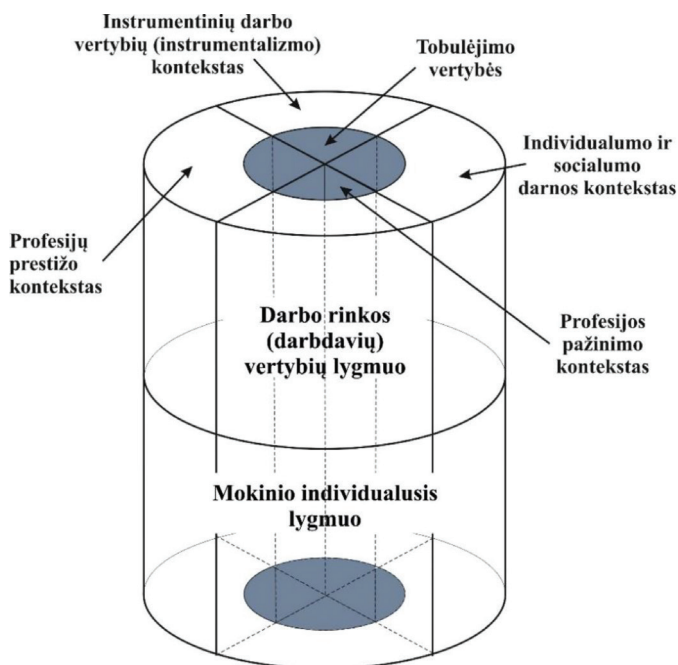 Instrumentinių darbo
vertybių (instrumentalizmo)
kontekstas
Tobulėjimo
vertybės
Individualumo ir
socialumo
darnos kontekstas
Profesijų
prestižo
kontekstas
Darbo rinkos
(darbdavių)
vertybių lygmuo
Profesijos
pažinimo
kontekstas
Mokinio individualusis
lygmuo